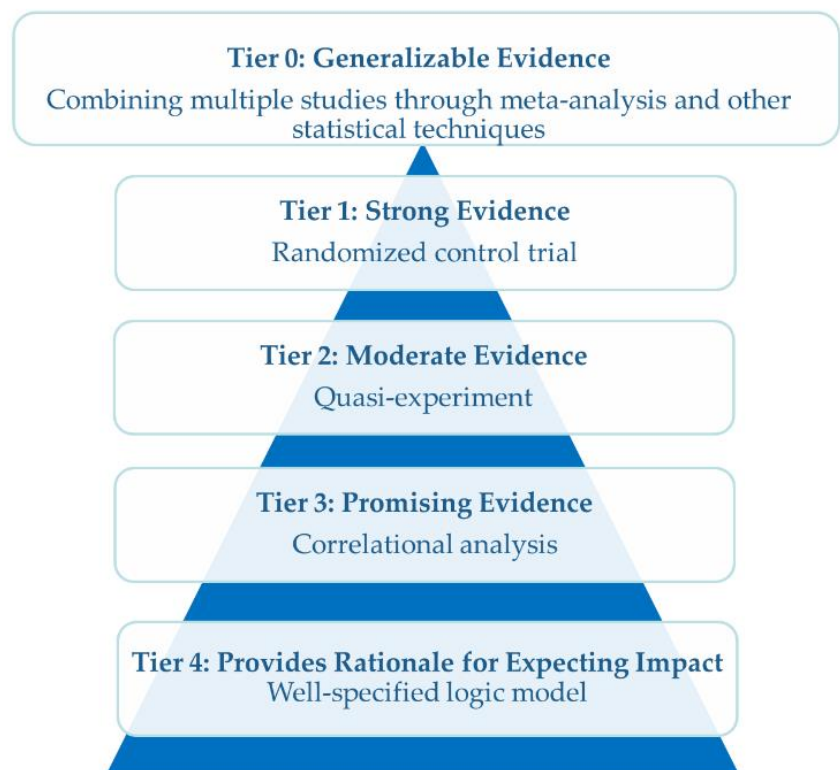 Tier 0: Generalizable Evidence
Combining multiple studies through meta-analysis and other
statistical techniques
Tier 1: Strong Evidence
Randomized control trial
Tier 2: Moderate Evidence
Quasi-experiment
Tier 3: Promising Evidence
Correlational analysis
Tier 4: Provides Rationale for Expecting Impact
Well-specified logic model